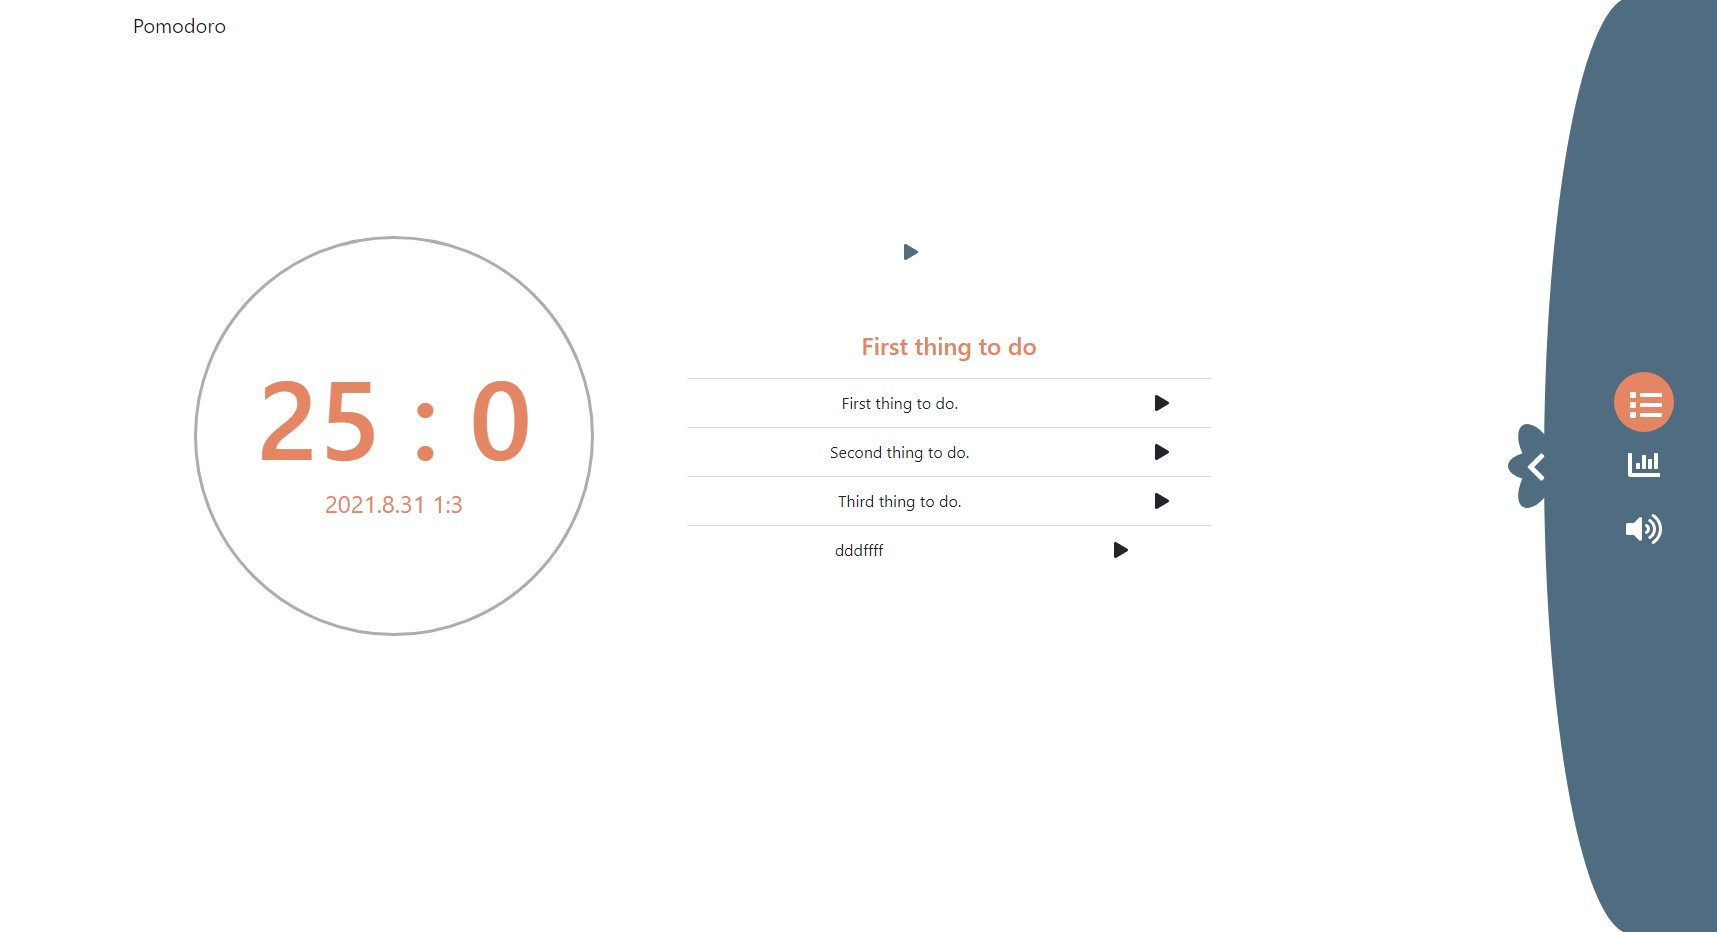 Pomodoro
25 : 0
2021.8.31 1:3
First thing to do
First thing to do.
Second thing to do.
Third thing to do.
dddffff